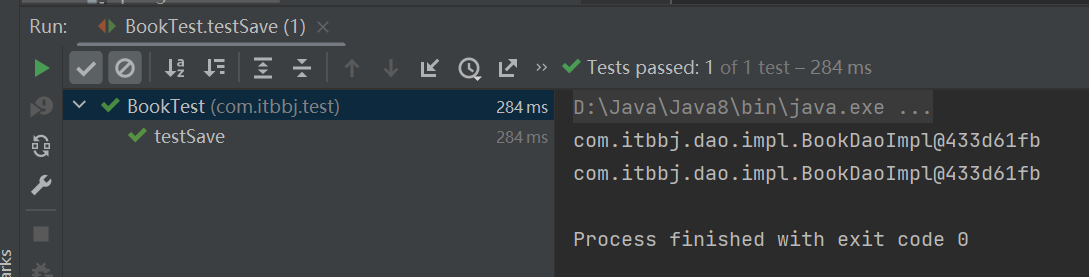 Run:
BookTest.testSave (1)
Tests passed: 1 of 1 test – 284 ms
BookTest (com.itbbj.test)
284 ms
testSave
284 ms
D:\Java\Java8\bin\java.exe ...
com.itbbj.dao.impl.BookDaoImpl@433d61fb
com.itbbj.dao.impl.BookDaoImpl@433d61fb
Process finished with exit code 0
arks